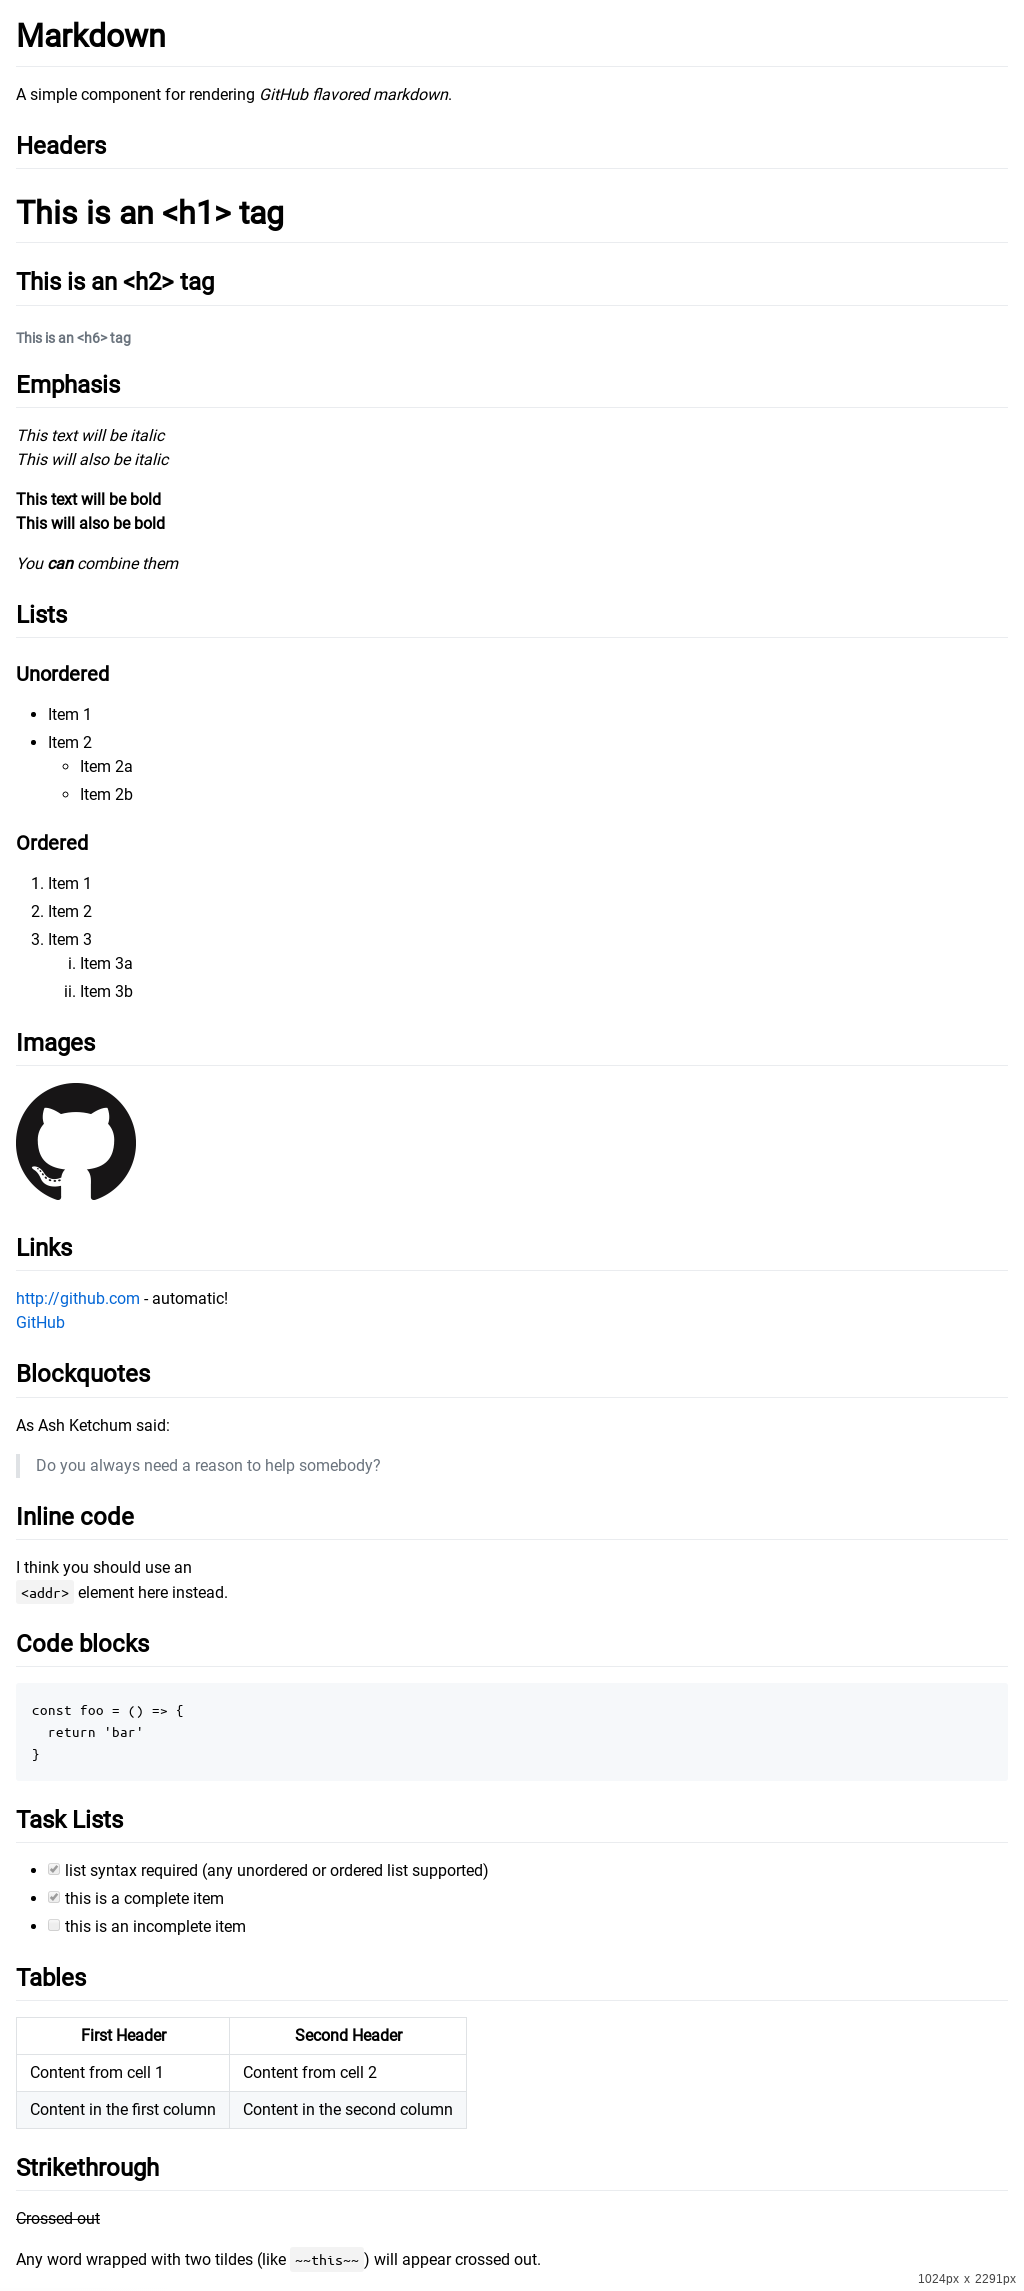 Markdown
A simple component for rendering GitHub flavored markdown.
Headers
This is an <h1> tag
This is an <h2> tag
This is an <h6> tag
Emphasis
This text will be italic
This will also be italic
This text will be bold
This will also be bold
You can combine them
Lists
Unordered
• Item 1
• Item 2
◦ Item 2a
◦ Item 2b
Ordered
1. Item 1
2. Item 2
3. Item 3
i. Item 3a
ii. Item 3b
Images
Links
http://github.com - automatic!
GitHub
Blockquotes
As Ash Ketchum said:
Do you always need a reason to help somebody?
Inline code
I think you should use an
<addr> element here instead.
Code blocks
const foo = () => {
  return 'bar'
}
Task Lists
• list syntax required (any unordered or ordered list supported)
• this is a complete item
• this is an incomplete item
Tables
First Header Second Header
Content from cell 1 Content from cell 2
Content in the first column Content in the second column
Strikethrough
Crossed out
Any word wrapped with two tildes (like ~~this~~) will appear crossed out.
1024px x 2291px